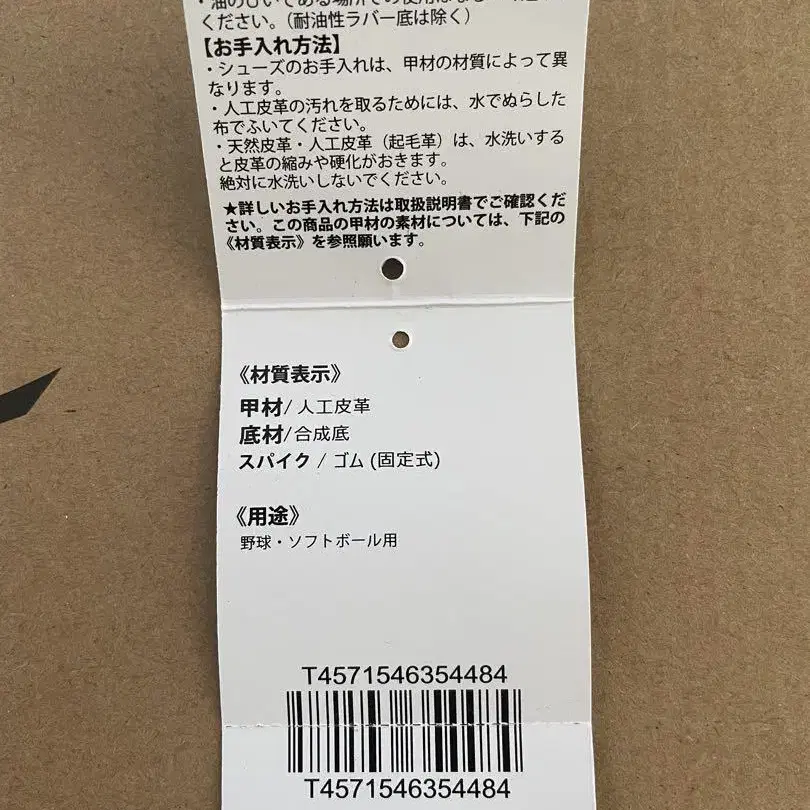 ください。（耐油性ラバー底は除く）
【お手入れ方法】
・シューズのお手入れは、甲材の材質によって異
なります。
・人工皮革の汚れを取るためには、水でぬらした
布でふいてください。
・天然皮革・人工皮革（起毛革）は、水洗いする
と皮革の縮みや硬化がおきます。
絶対に水洗いしないでください。
★詳しいお手入れ方法は取扱説明書でご確認くだ
さい。この商品の甲材の素材については、下記の
《材質表示》を参照願います。
《材質表示》
甲材/人工皮革
底材/合成底
スパイク / ゴム (固定式)
《用途》
野球・ソフトボール用
T4571546354484
T4571546354484